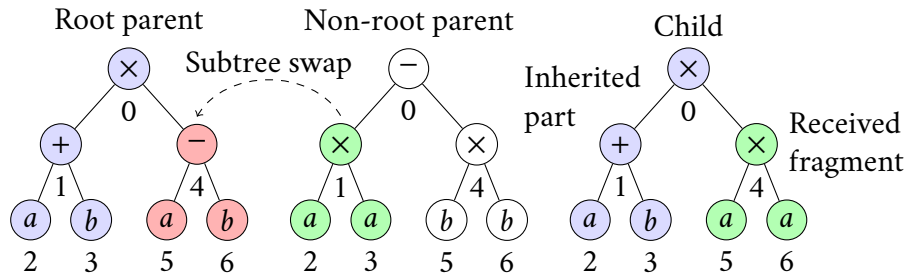 Root parent
Non-root parent
Child
Subtree swap
Inherited
part
Received
fragment
× − ×
0 0 0
+ − × × + ×
1 4 1 4 1 4
a b a b a a b b a b a a
2 3 5 6 2 3 5 6 2 3 5 6